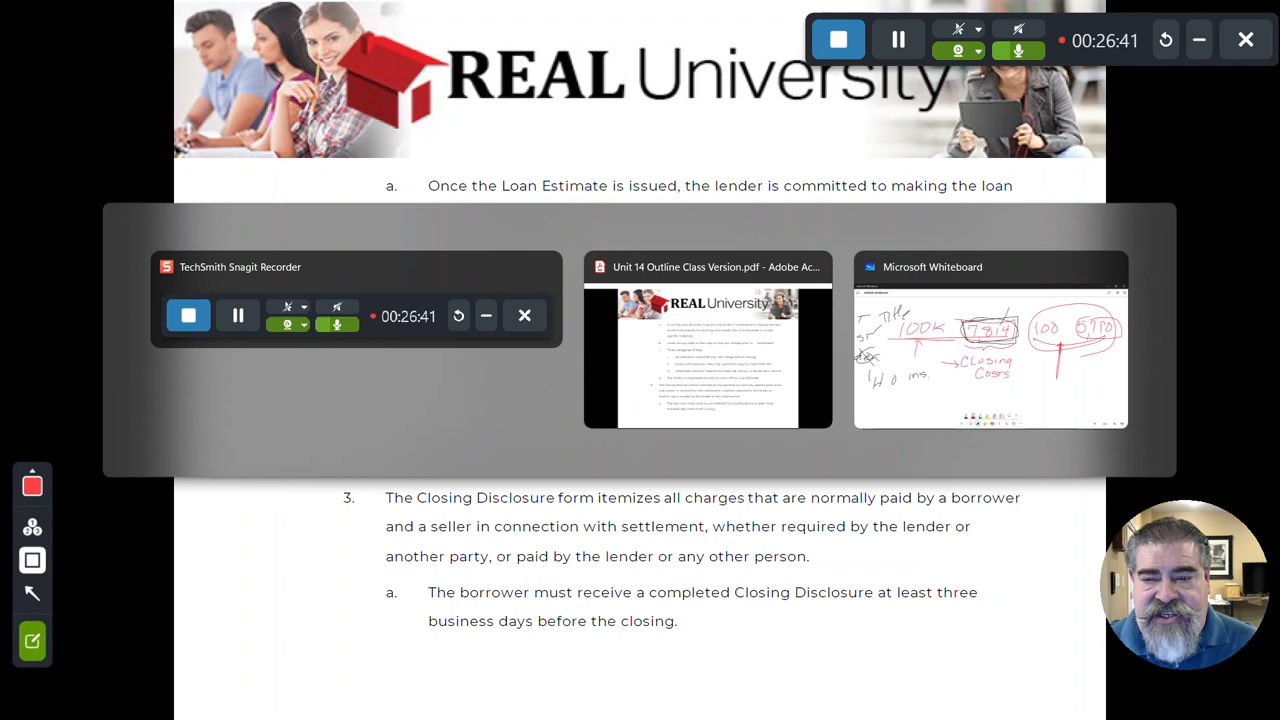 REAL University
00:26:41
a. Once the Loan Estimate is issued, the lender is committed to making the loan
TechSmith Snagit Recorder
00:26:41
Unit 14 Outline Class Version.pdf - Adobe Ac...
REAL University
Microsoft Whiteboard
Title
100K 7814 100
CLosing
Costs
H o ins.
3. The Closing Disclosure form itemizes all charges that are normally paid by a borrower
and a seller in connection with settlement, whether required by the lender or
another party, or paid by the lender or any other person.
a. The borrower must receive a completed Closing Disclosure at least three
business days before the closing.